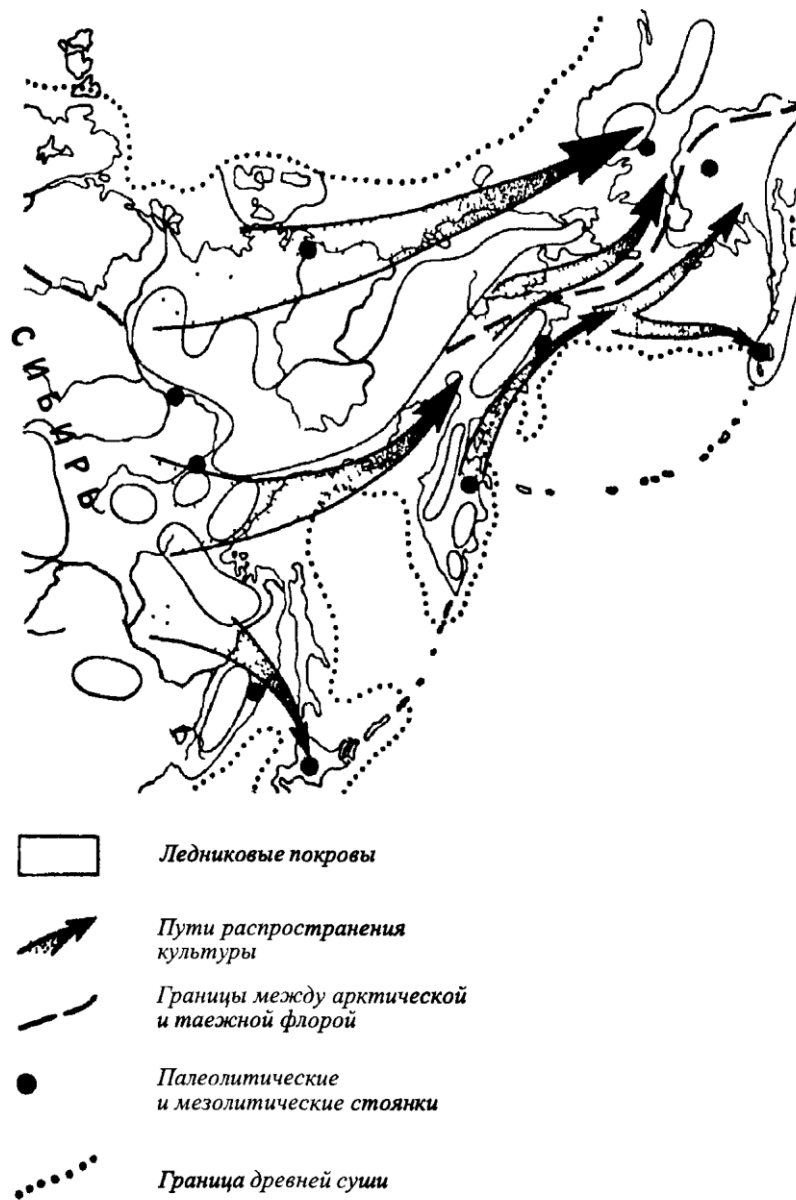 СИБИРЬ
Ледниковые покровы
Пути распространения
культуры
Границы между арктической
и таежной флорой
Палеолитические
и мезолитические стоянки
Граница древней суши